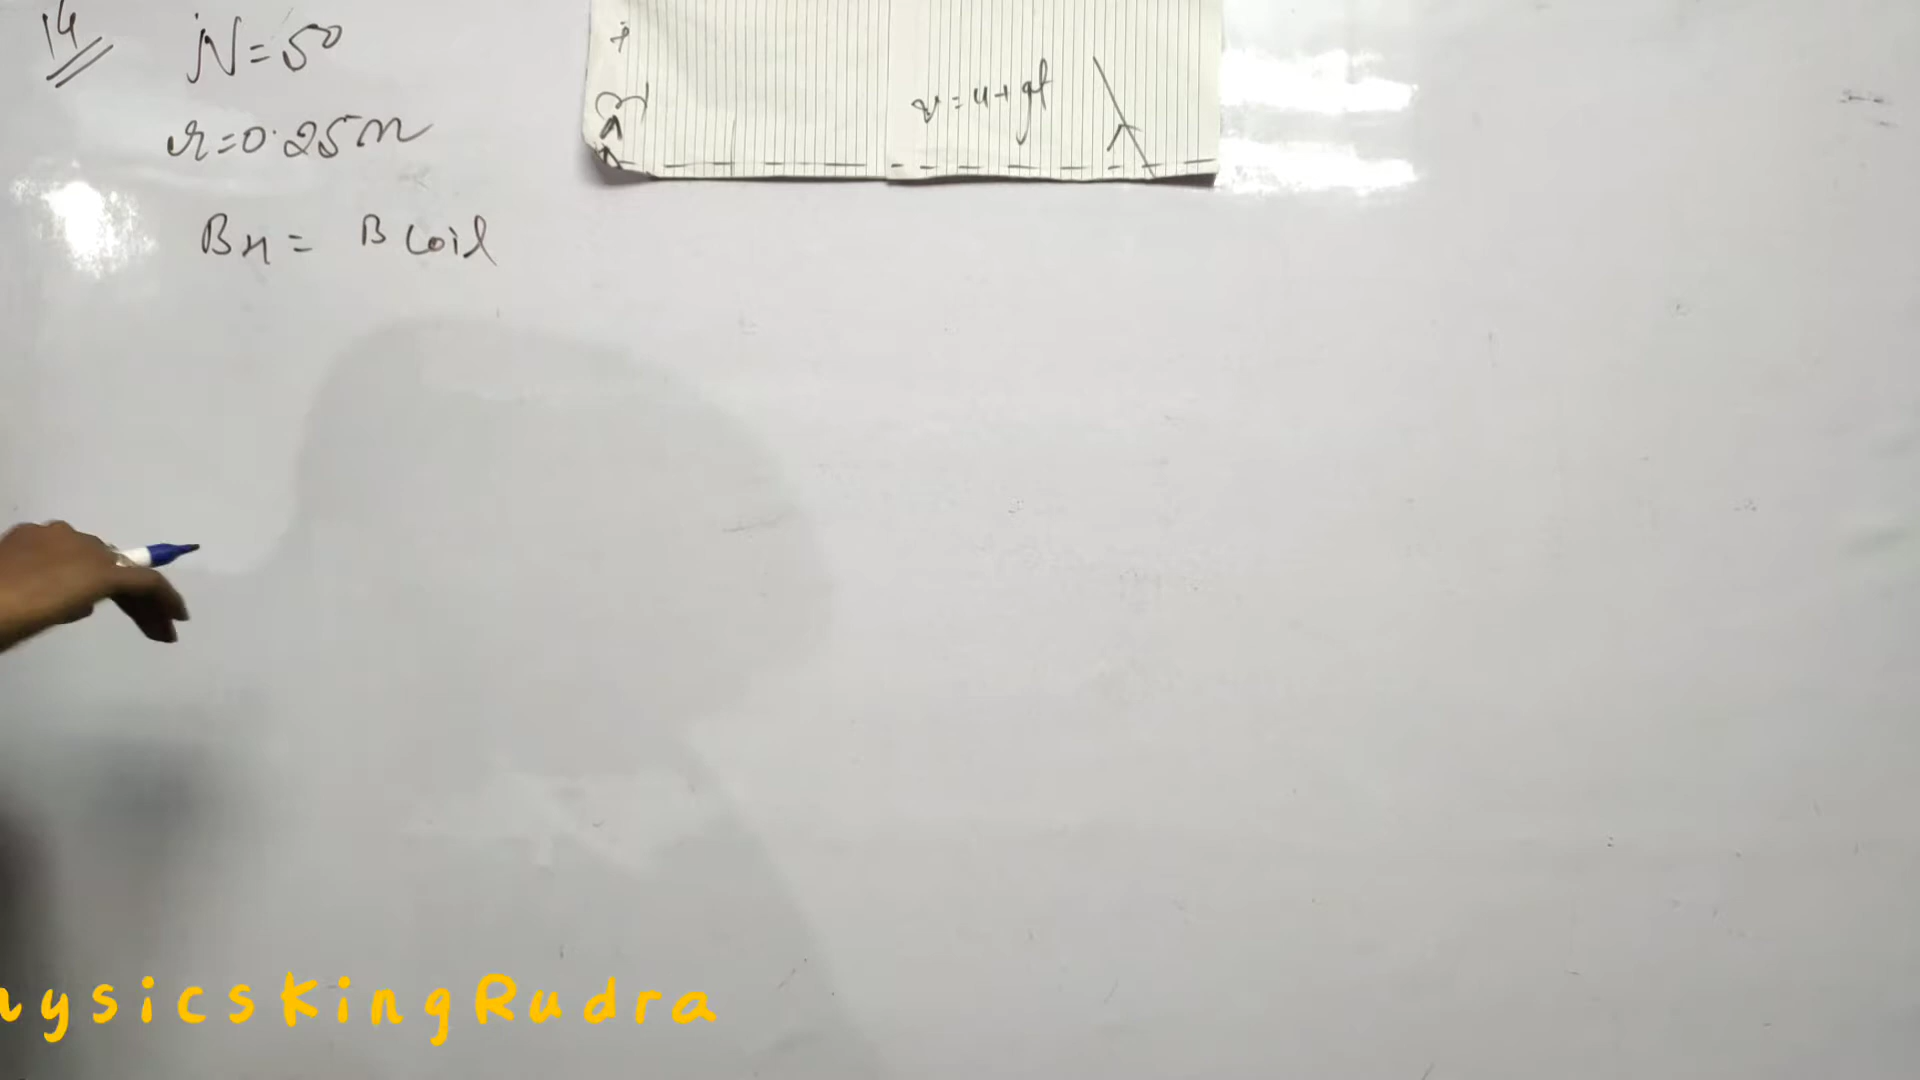 14
N=50
r=0.25m
BH = B coil
v = u + gt
hysicsKingRudra